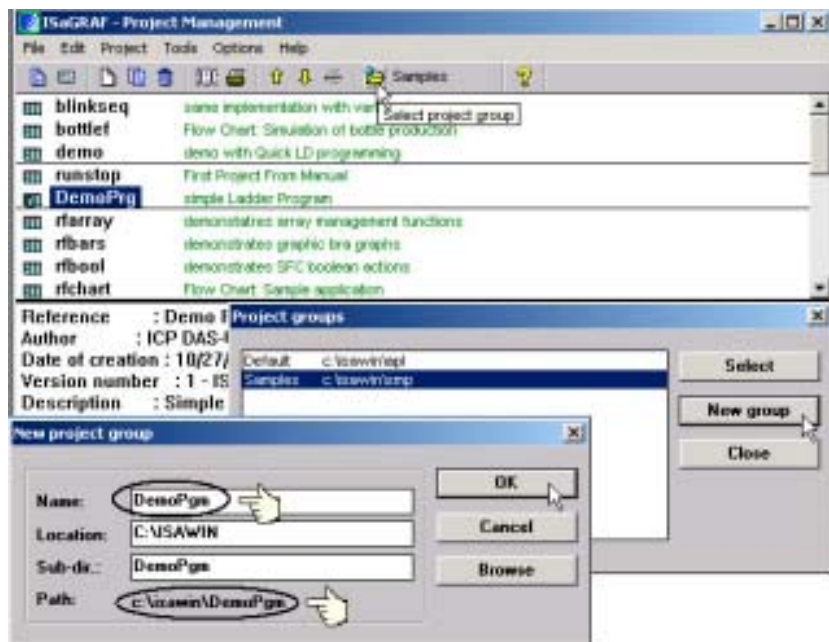 ISaGRAF - Project Management
File Edit Project Tools Options Help
Samples
Select project group
blinkseq same implementation with
bottlef Flow Chart: Simulation of bottle production
demo demo with Quick LD programming
runstop First Project From Manual
DemoPrg simple Ladder Program
rfarray demonstratres array management functions
rfbars demonstrates graphic bra graphs
rfbool demonstrates SFC boolean actions
rfchart Flow Chart: Sample application
Reference : Demo
Author : ICP DAS-
Date of creation : 10/27/
Version number : 1 - IS
Description : Simple
Project groups
Default c:\isawin\apl
Samples c:\isawin\smp
Select
New group
Close
New project group
Name: DemoPgm
Location: C:\ISAWIN
Sub-dir.: DemoPgm
Path: c:\isawin\DemoPgm
OK
Cancel
Browse